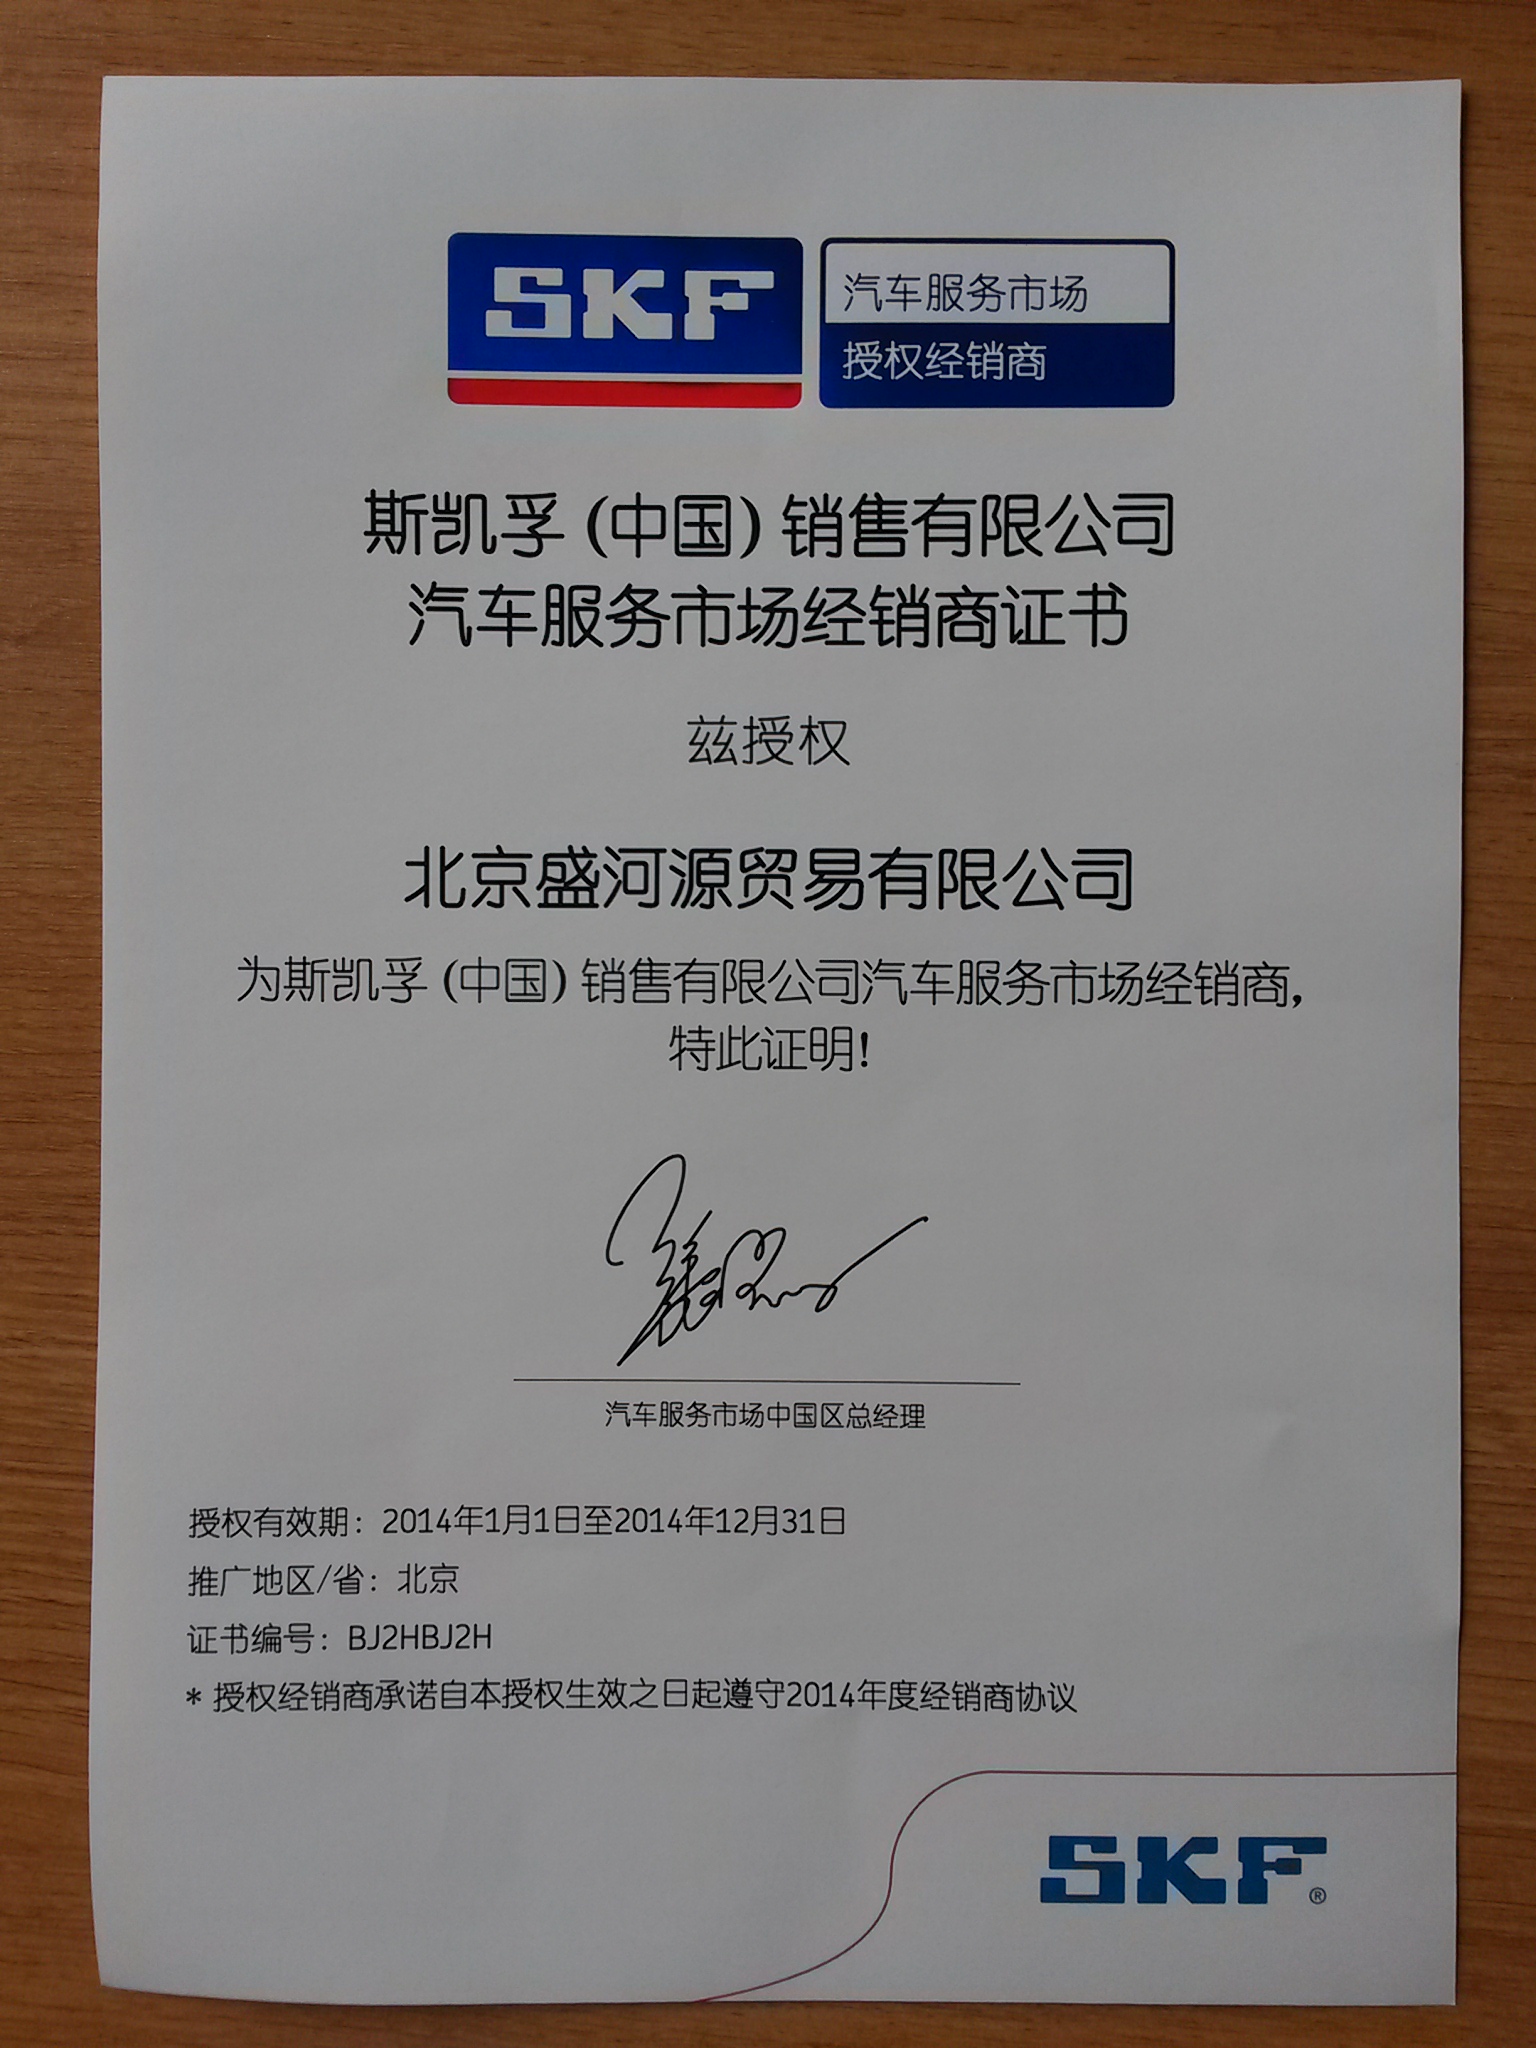 SKF
汽车服务市场
授权经销商
斯凯孚(中国)销售有限公司
汽车服务市场经销商证书
兹授权
北京盛河源贸易有限公司
为斯凯孚(中国)销售有限公司汽车服务市场经销商,
特此证明!
汽车服务市场中国区总经理
授权有效期：2014年1月1日至2014年12月31日
推广地区/省：北京
证书编号：BJ2HBJ2H
* 授权经销商承诺自本授权生效之日起遵守2014年度经销商协议
SKF®